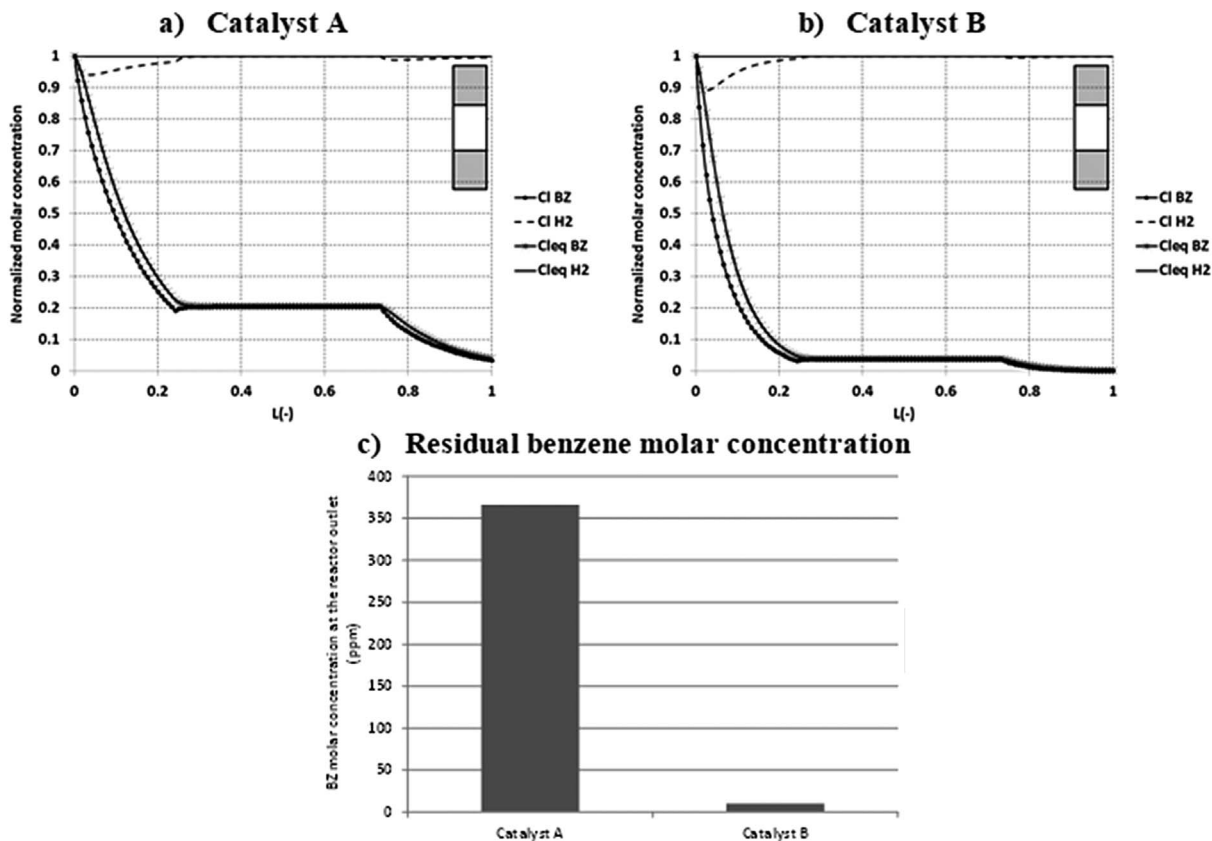 a) Catalyst A
Normalized molar concentration
1
0.9
0.8
0.7
0.6
0.5
0.4
0.3
0.2
0.1
0
0
0.2
0.4
0.6
0.8
1
L(-)
Cl BZ
Cl H2
Cleq BZ
Cleq H2
b) Catalyst B
Normalized molar concentration
1
0.9
0.8
0.7
0.6
0.5
0.4
0.3
0.2
0.1
0
0
0.2
0.4
0.6
0.8
1
L(-)
Cl BZ
Cl H2
Cleq BZ
Cleq H2
c) Residual benzene molar concentration
BZ molar concentration at the reactor outlet
(ppm)
400
350
300
250
200
150
100
50
0
Catalyst A
Catalyst B